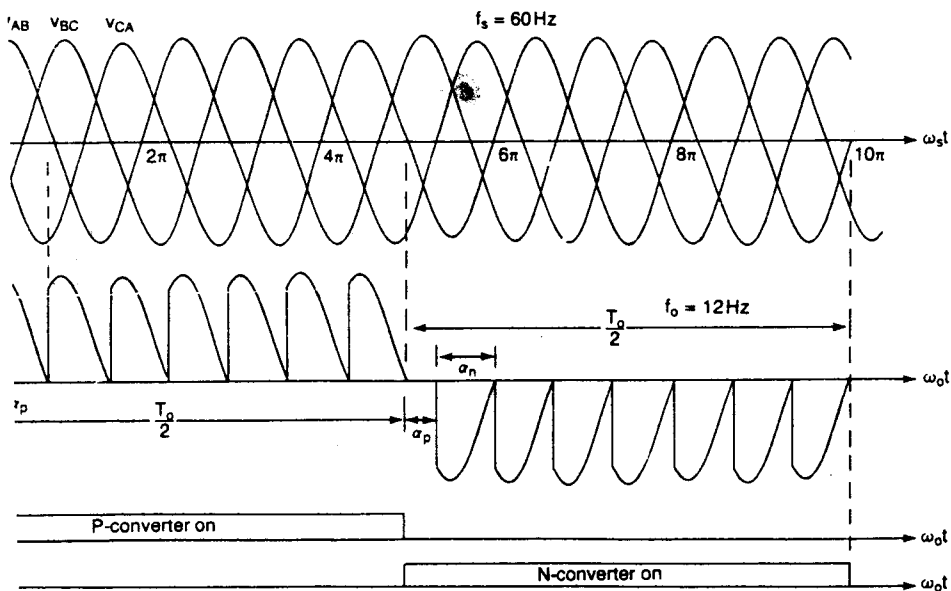 v_AB v_BC v_CA f_s = 60 Hz
2π 4π 6π 8π 10π ω_s t
f_o = 12 Hz
T_o/2
α_n
ω_o t
α_p T_o/2 α_p
P-converter on
ω_o t
N-converter on
ω_o t